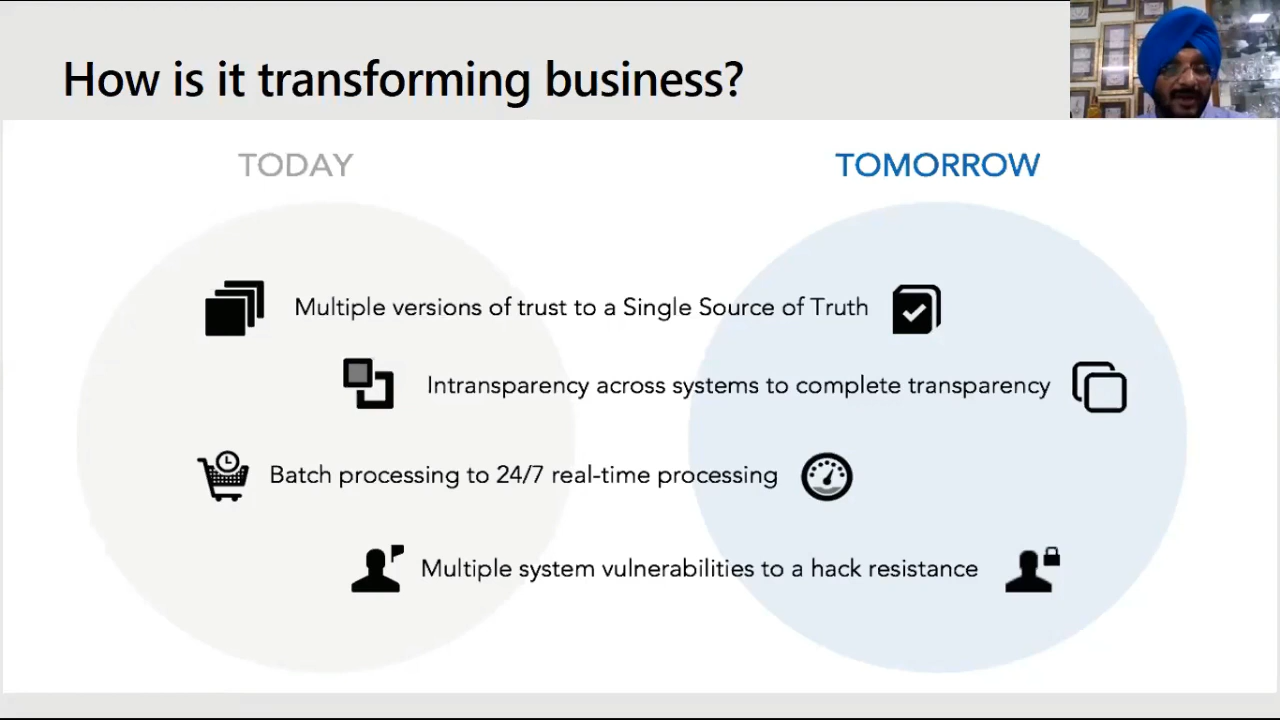 How is it transforming business?
TODAY
TOMORROW
Multiple versions of trust to a Single Source of Truth
Intransparency across systems to complete transparency
Batch processing to 24/7 real-time processing
Multiple system vulnerabilities to a hack resistance